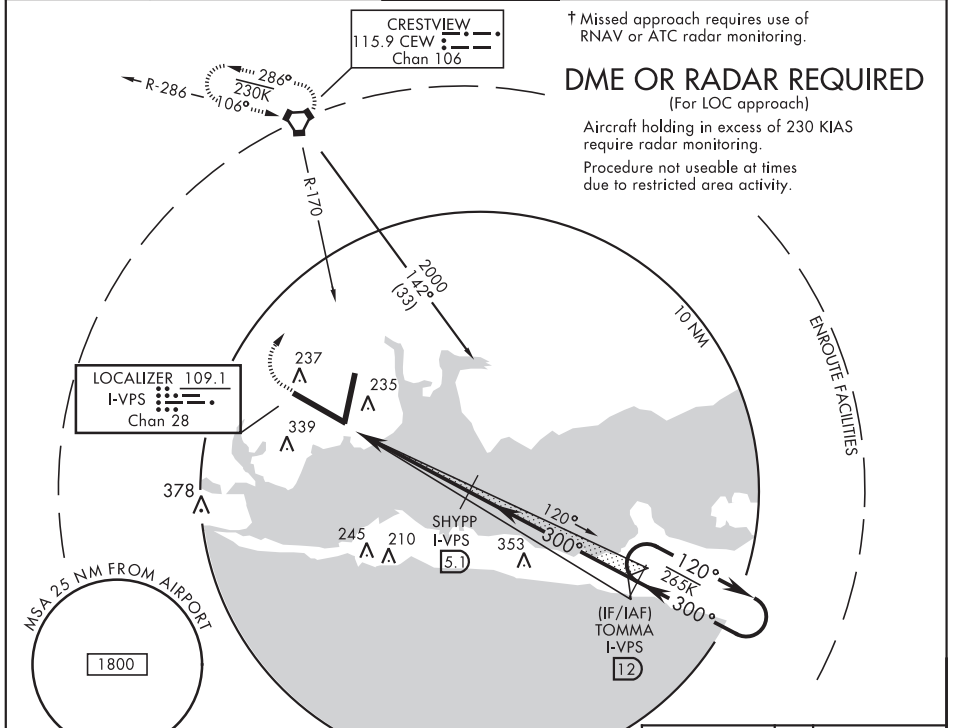 CRESTVIEW
115.9 CEW
Chan 106
† Missed approach requires use of
RNAV or ATC radar monitoring.
DME OR RADAR REQUIRED
(For LOC approach)
Aircraft holding in excess of 230 KIAS
require radar monitoring.
Procedure not useable at times
due to restricted area activity.
R-286
286°
230K
106°
R-170
2000
142°
(33)
10 NM
ENROUTE FACILITIES
LOCALIZER 109.1
I-VPS
Chan 28
237
235
339
378
245
210
353
SHYPP
I-VPS
5.1
120°
300°
120°
265K
300°
(IF/IAF)
TOMMA
I-VPS
12
MSA 25 NM FROM AIRPORT
1800